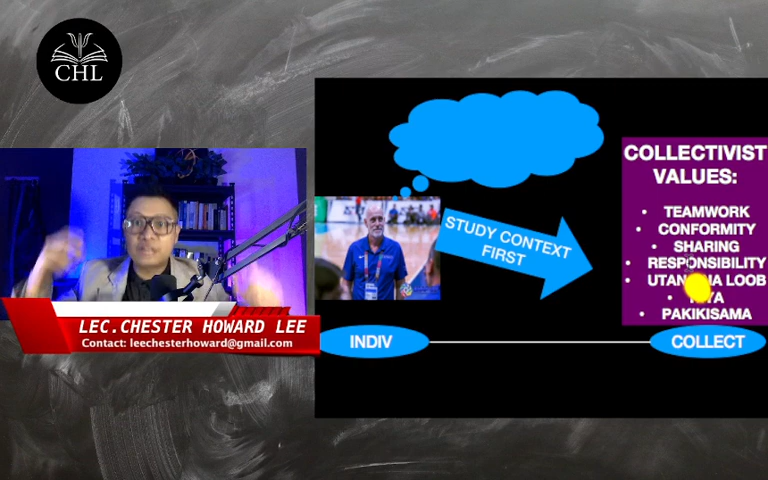 CHL
LEC.CHESTER HOWARD LEE
Contact: leechesterhoward@gmail.com
STUDY CONTEXT
FIRST
COLLECTIVIST
VALUES:
• TEAMWORK
• CONFORMITY
• SHARING
• RESPONSIBILITY
• LOOB
•
• PAKIKISAMA
INDIV
COLLECT